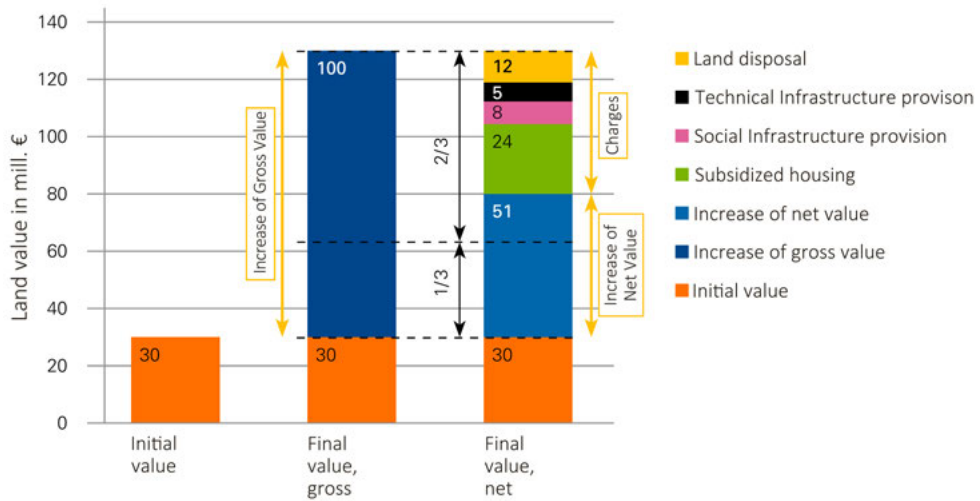 Land value in mill. €
140
120
100
80
60
40
20
0
30
Initial
value
Increase of Gross Value
100
30
Final
value,
gross
2/3
1/3
12
5
8
24
51
30
Final
value,
net
Charges
Increase of
Net Value
Land disposal
Technical Infrastructure provison
Social Infrastructure provision
Subsidized housing
Increase of net value
Increase of gross value
Initial value